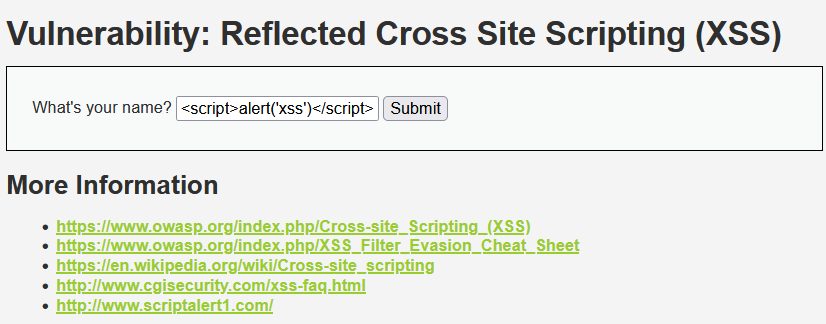 Vulnerability: Reflected Cross Site Scripting (XSS)
What's your name? <script>alert('xss')</script> Submit
More Information
https://www.owasp.org/index.php/Cross-site_Scripting_(XSS)
https://www.owasp.org/index.php/XSS_Filter_Evasion_Cheat_Sheet
https://en.wikipedia.org/wiki/Cross-site_scripting
http://www.cgisecurity.com/xss-faq.html
http://www.scriptalert1.com/